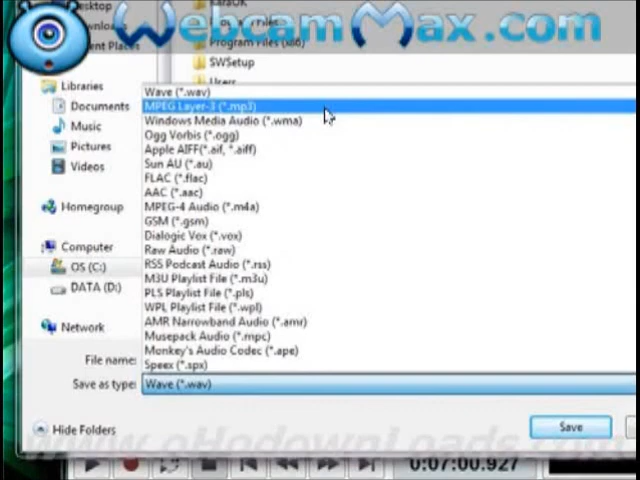 WebcamMax.com
Desktop
KaraOK
Program Files (x86)
SWSetup
Users
Libraries
Documents
Music
Pictures
Videos
Homegroup
Computer
OS (C:)
DATA (D:)
Network
Wave (*.wav)
MPEG Layer-3 (*.mp3)
Windows Media Audio (*.wma)
Ogg Vorbis (*.ogg)
Apple AIFF(*.aif, *.aiff)
Sun AU (*.au)
FLAC (*.flac)
AAC (*.aac)
MPEG-4 Audio (*.m4a)
GSM (*.gsm)
Dialogic Vox (*.vox)
Raw Audio (*.raw)
RSS Podcast Audio (*.rss)
M3U Playlist File (*.m3u)
PLS Playlist File (*.pls)
WPL Playlist File (*.wpl)
AMR Narrowband Audio (*.amr)
Musepack Audio (*.mpc)
Monkey's Audio Codec (*.ape)
Speex (*.spx)
File name:
Save as type: Wave (*.wav)
Hide Folders
Save
www.oHodownLoads.com
0:07:00.927